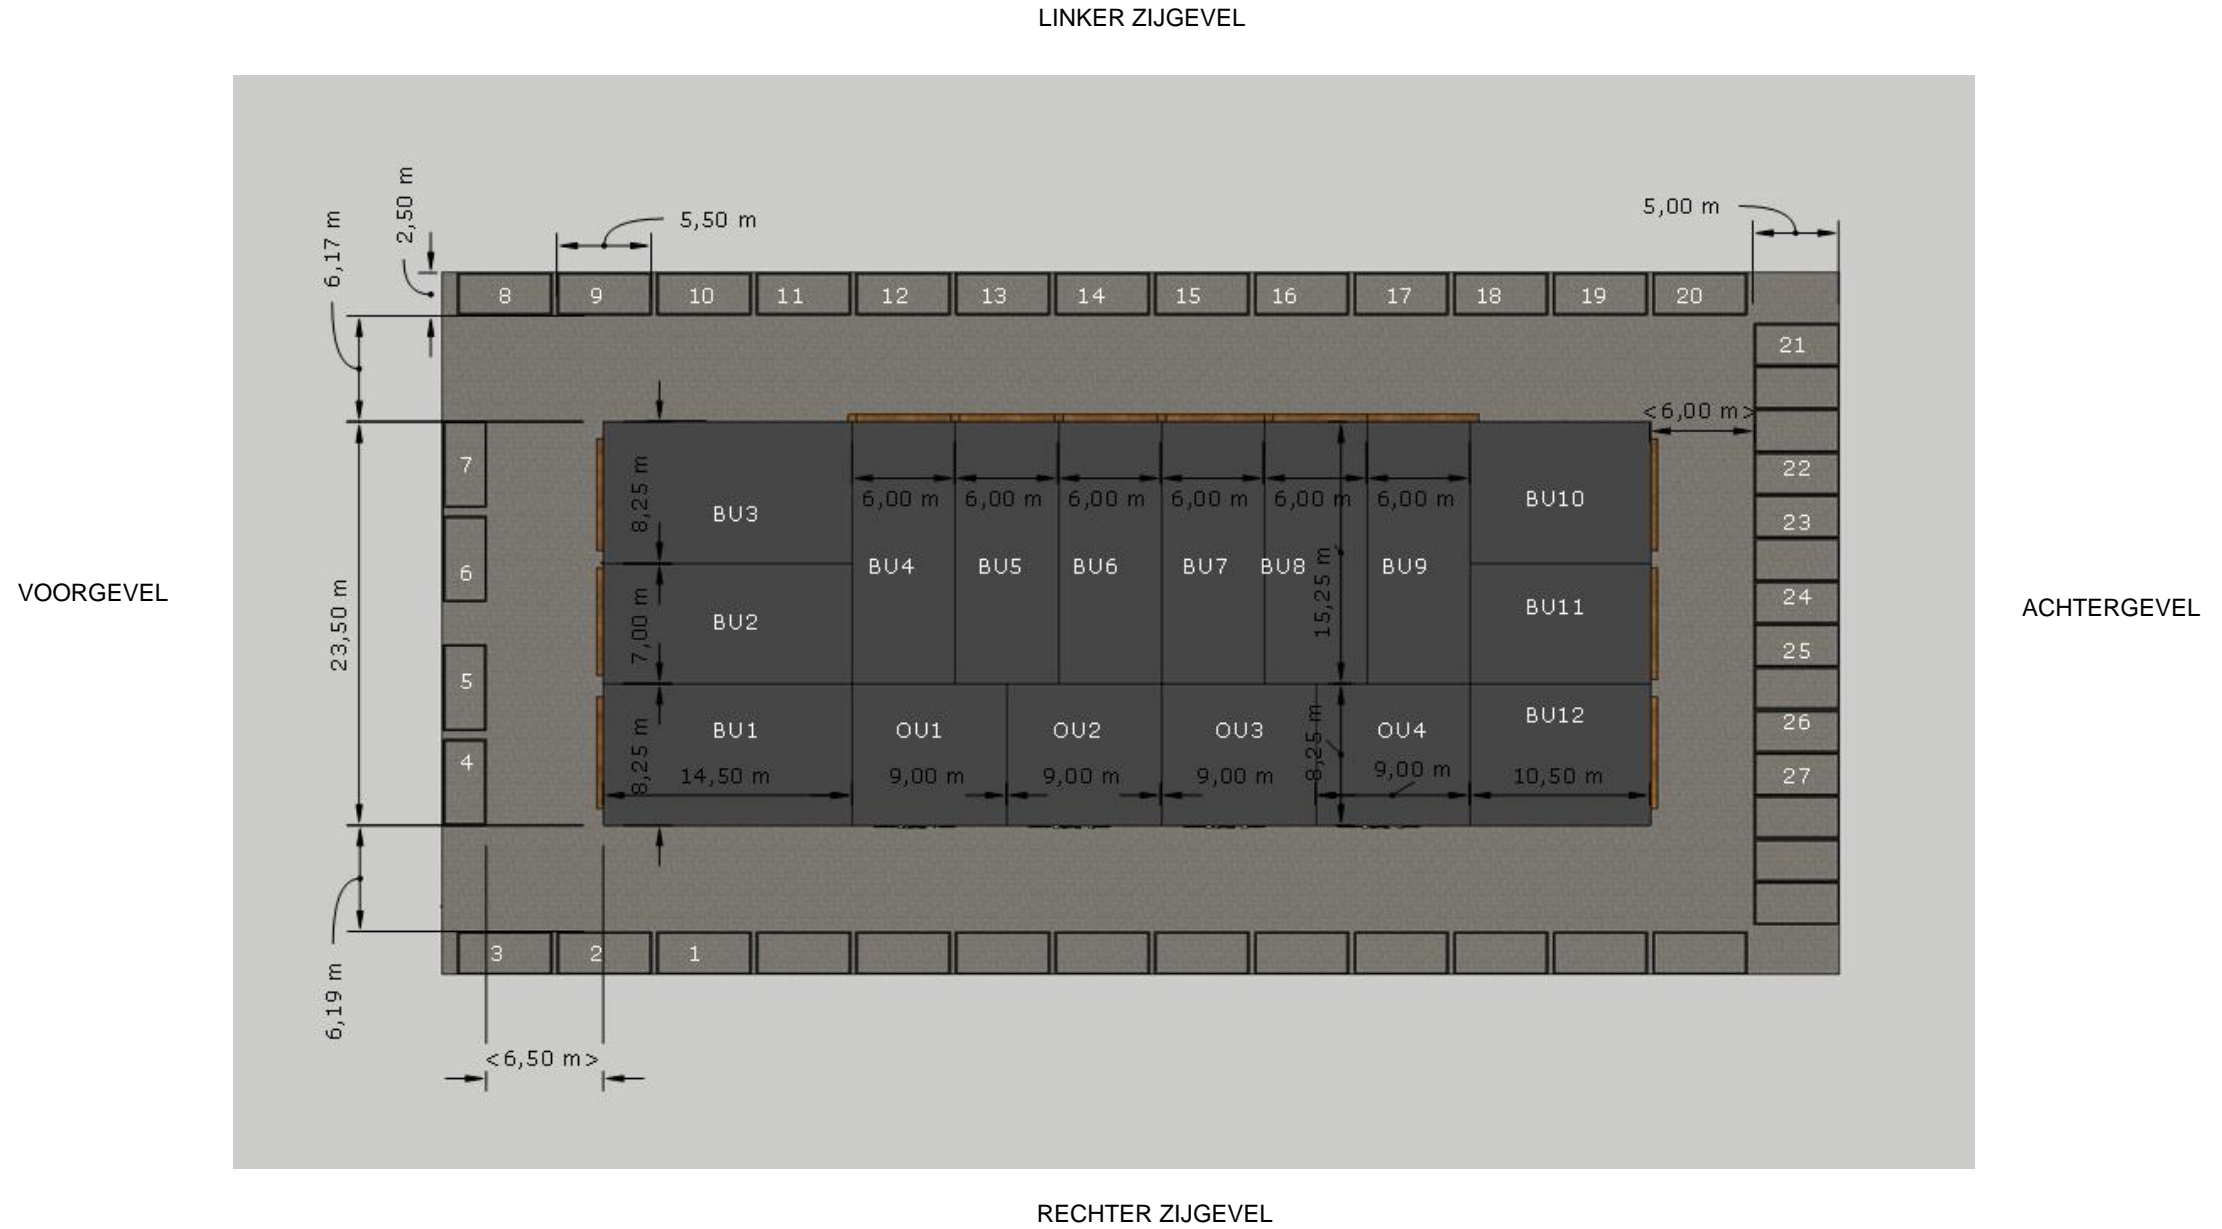 LINKER ZIJGEVEL
2,50 m
6,17 m
5,50 m
5,00 m
8 9 10 11 12 13 14 15 16 17 18 19 20
21
<6,00 m>
7
8,25 m
6,00 m 6,00 m 6,00 m 6,00 m 6,00 m 6,00 m
BU3
BU10
22
23
BU4 BU5 BU6 BU7 BU8 BU9
6
VOORGEVEL
23,50 m
7,00 m
BU2
15,25 m
BU11
24
ACHTERGEVEL
25
5
BU1 OU1 OU2 OU3 OU4 BU12
26
4
8,25 m
14,50 m 9,00 m 9,00 m 9,00 m 8,25 m 9,00 m 10,50 m
27
3 2 1
6,19 m
<6,50 m>
RECHTER ZIJGEVEL